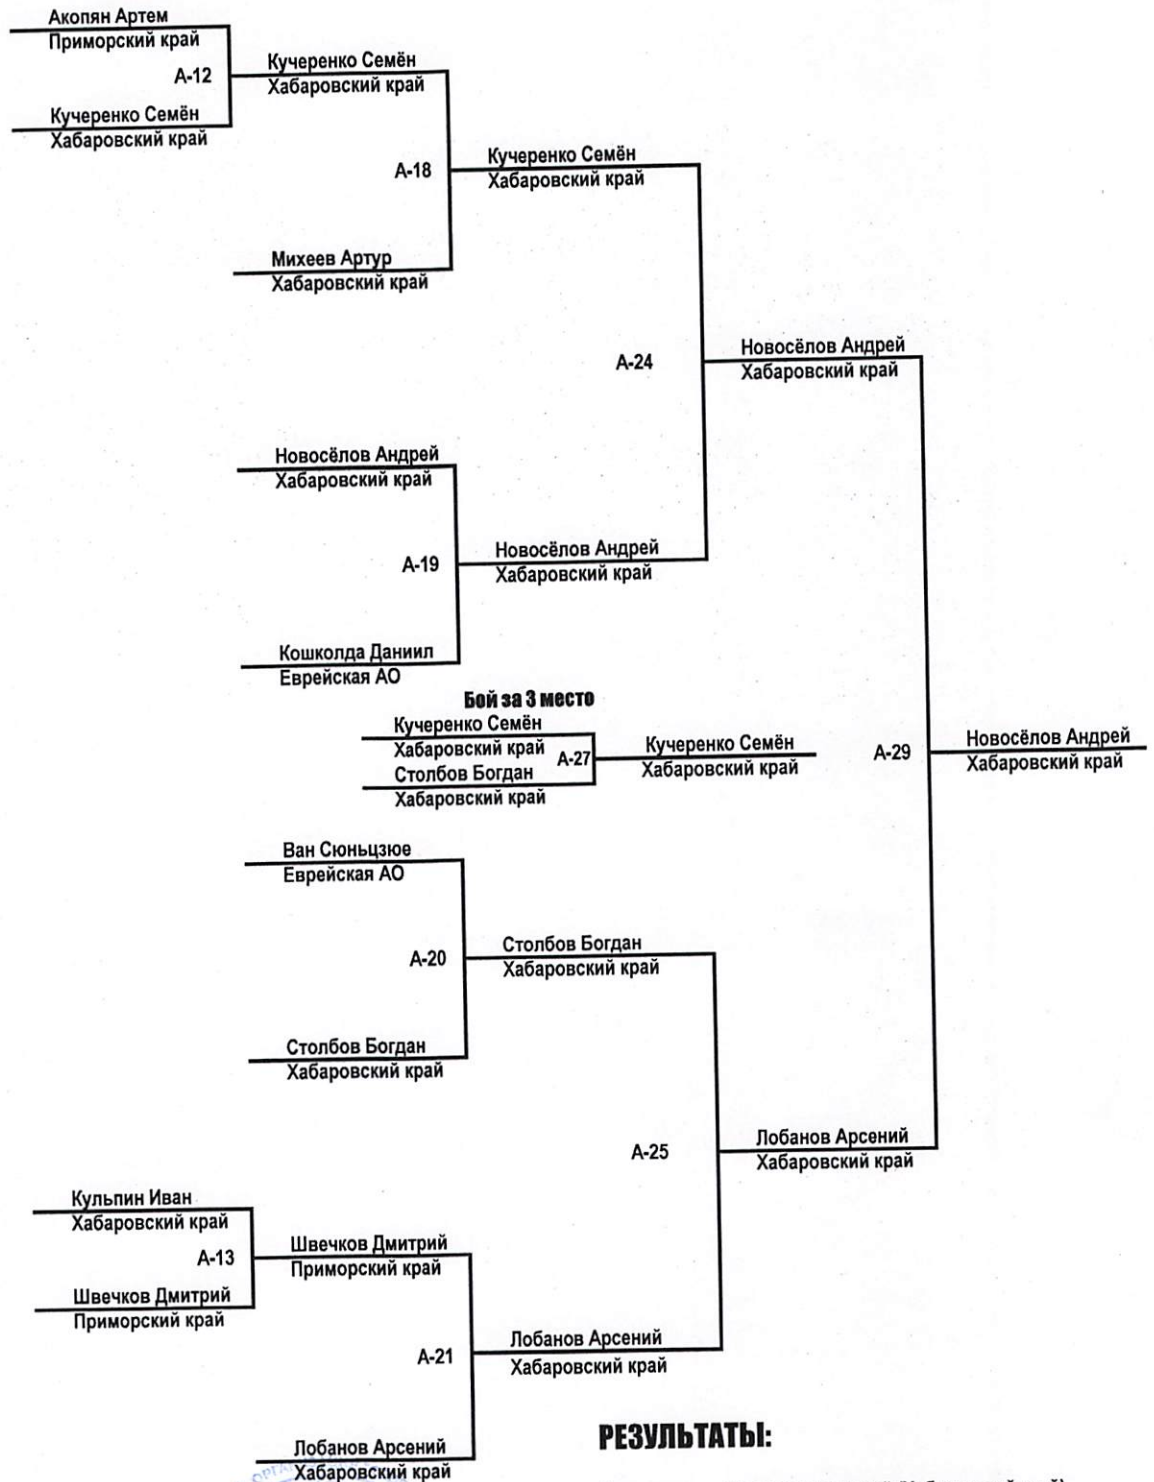 Акопян Артем
Приморский край
А-12
Кучеренко Семён
Хабаровский край
Кучеренко Семён
Хабаровский край
А-18
Кучеренко Семён
Хабаровский край
Михеев Артур
Хабаровский край
А-24
Новосёлов Андрей
Хабаровский край
Новосёлов Андрей
Хабаровский край
А-19
Новосёлов Андрей
Хабаровский край
Кошколда Даниил
Еврейская АО
Бой за 3 место
Кучеренко Семён
Хабаровский край
А-27
Столбов Богдан
Хабаровский край
Кучеренко Семён
Хабаровский край
А-29
Новосёлов Андрей
Хабаровский край
Ван Сюньцзюе
Еврейская АО
А-20
Столбов Богдан
Хабаровский край
Столбов Богдан
Хабаровский край
А-25
Лобанов Арсений
Хабаровский край
Кульпин Иван
Хабаровский край
А-13
Швечков Дмитрий
Приморский край
Швечков Дмитрий
Приморский край
А-21
Лобанов Арсений
Хабаровский край
Лобанов Арсений
Хабаровский край
РЕЗУЛЬТАТЫ: